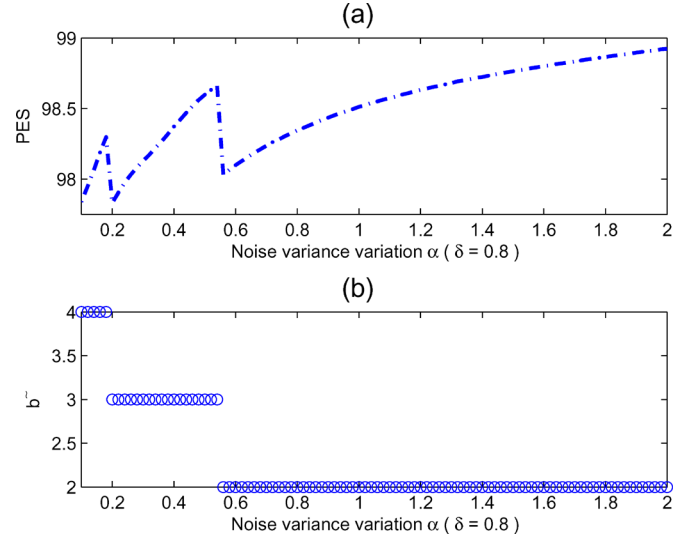 (a)
99
98.5
98
PES
0.2 0.4 0.6 0.8 1 1.2 1.4 1.6 1.8 2
Noise variance variation α ( δ = 0.8 )
(b)
4
3.5
3
2.5
2
b~
0.2 0.4 0.6 0.8 1 1.2 1.4 1.6 1.8 2
Noise variance variation α ( δ = 0.8 )